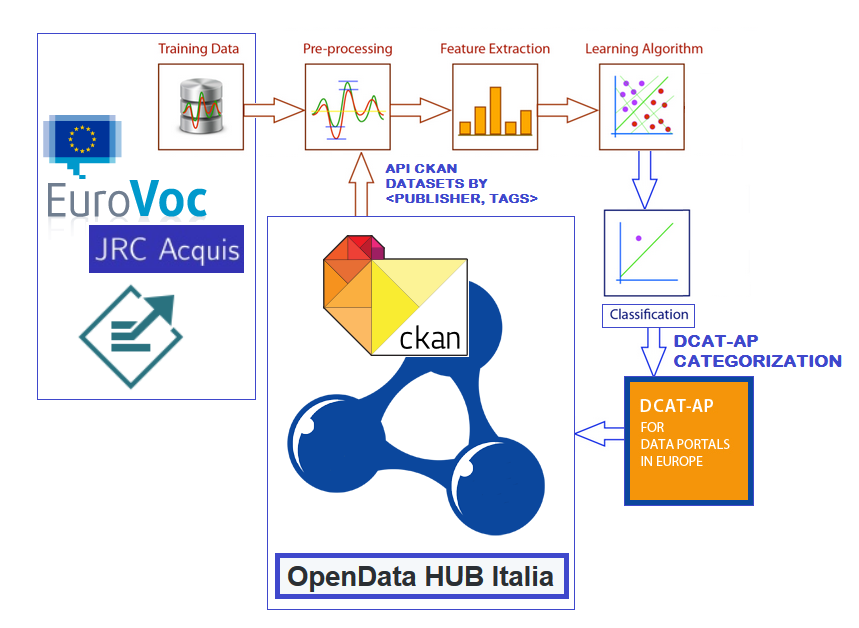 Training Data
Pre-processing
Feature Extraction
Learning Algorithm
EuroVoc
JRC Acquis
API CKAN
DATASETS BY
<PUBLISHER, TAGS>
ckan
Classification
DCAT-AP
CATEGORIZATION
DCAT-AP
FOR
DATA PORTALS
IN EUROPE
OpenData HUB Italia